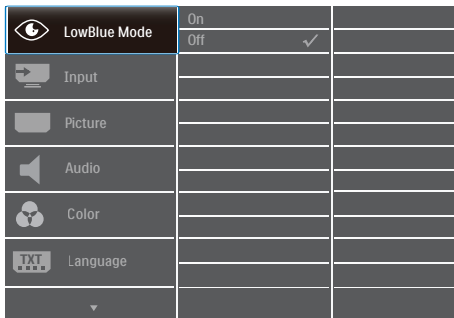 LowBlue Mode
On
Off
Input
Picture
Audio
Color
TXT
Language